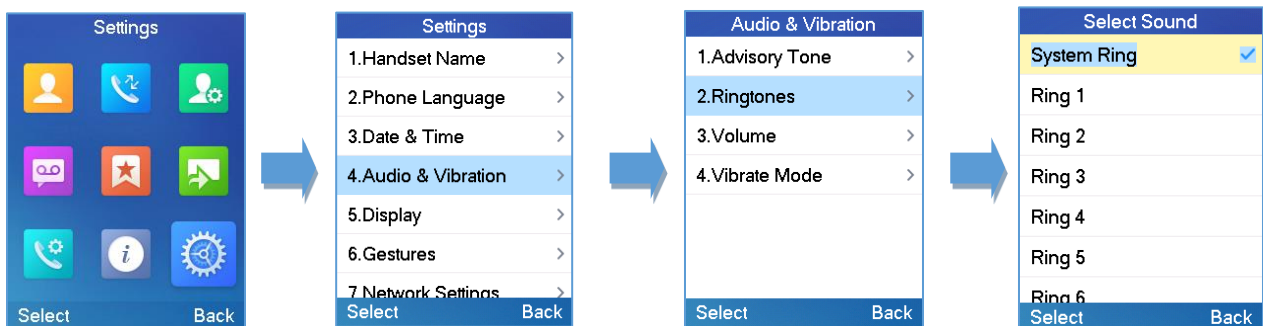 Settings
Select Back
Settings
1.Handset Name
2.Phone Language
3.Date & Time
4.Audio & Vibration
5.Display
6.Gestures
7.Network Settings
Select Back
Audio & Vibration
1.Advisory Tone
2.Ringtones
3.Volume
4.Vibrate Mode
Select Back
Select Sound
System Ring
Ring 1
Ring 2
Ring 3
Ring 4
Ring 5
Ring 6
Select Back